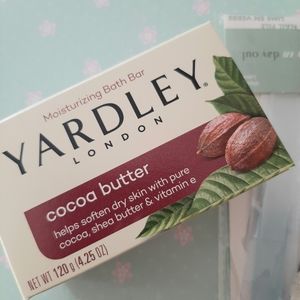 Moisturizing Bath Bar
YARDLEY
LONDON
cocoa butter
helps soften dry skin with pure
cocoa, shea butter & vitamin e
NET WT 120 g (4.25 OZ)